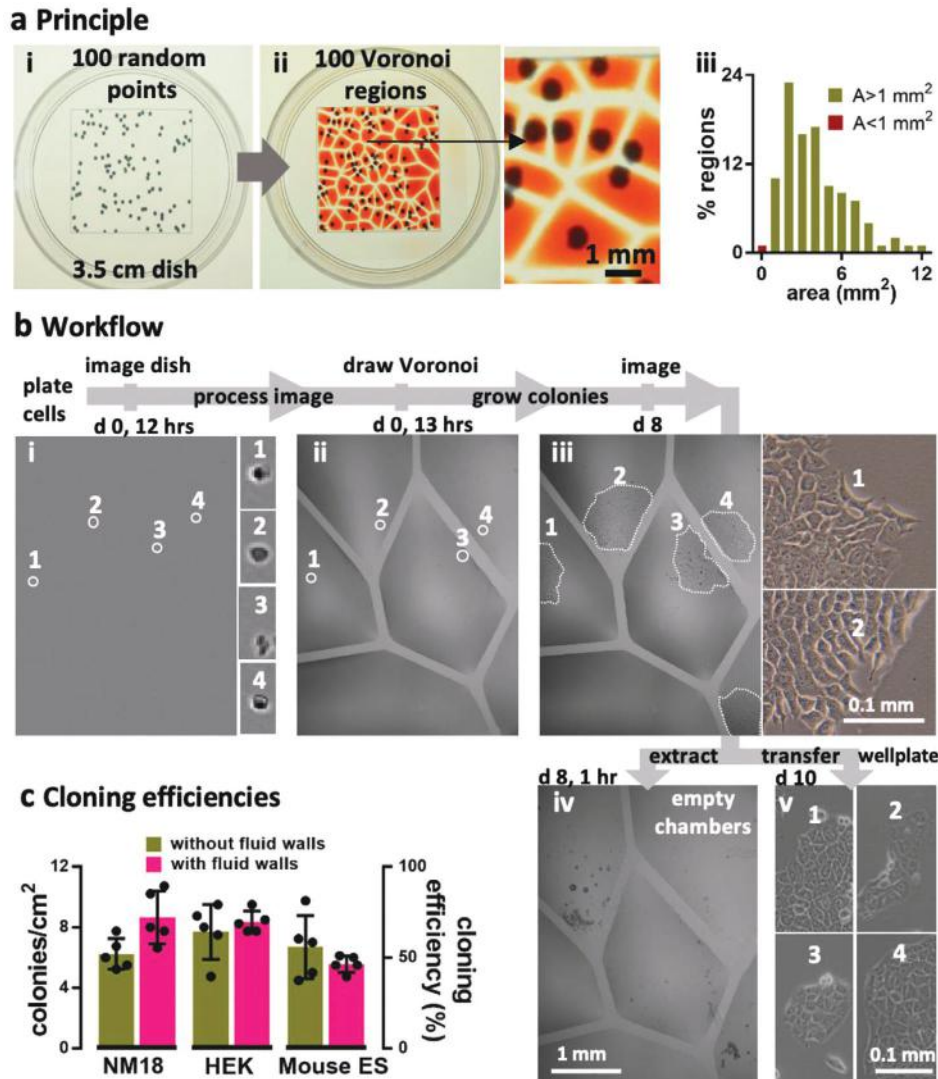 a Principle
i
100 random
points
3.5 cm dish
ii
100 Voronoi
regions
1 mm
iii
24
12
0
% regions
A>1 mm²
A<1 mm²
0 6 12
area (mm²)
b Workflow
plate
cells
image dish
process image
draw Voronoi
grow colonies
image
d 0, 12 hrs
i
1
2
3
4
1
2
3
4
d 0, 13 hrs
ii
1
2
3
4
d 8
iii
1
2
3
4
1
2
0.1 mm
extract
transfer
wellplate
d 8, 1 hr
iv
empty
chambers
1 mm
d 10
v
1
2
3
4
0.1 mm
c Cloning efficiencies
without fluid walls
with fluid walls
12
8
4
0
colonies/cm²
100
50
0
cloning
efficiency (%)
NM18 HEK Mouse ES